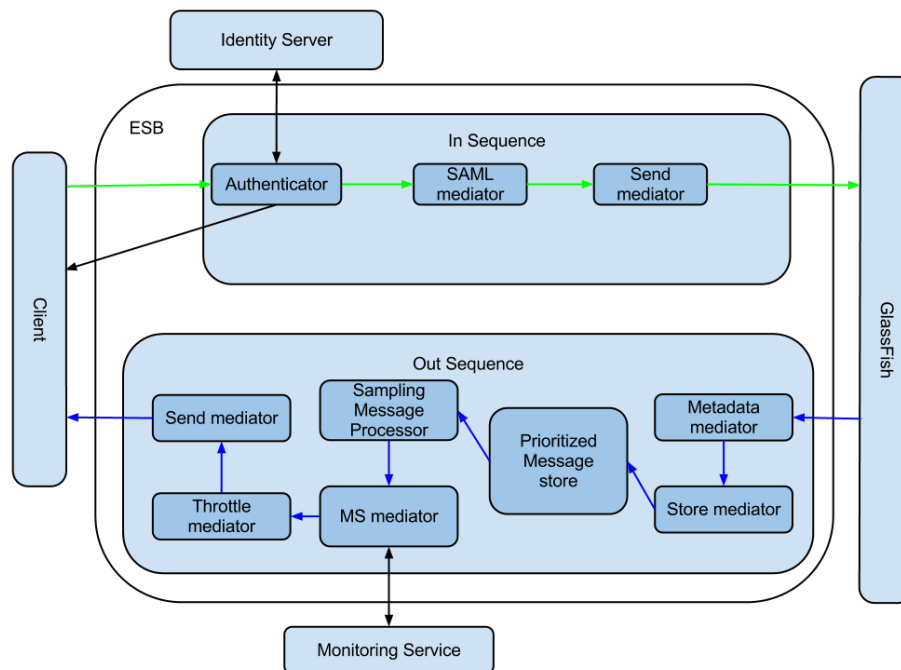 Identity Server
ESB
In Sequence
Authenticator
SAML
mediator
Send
mediator
Client
GlassFish
Out Sequence
Send mediator
Sampling
Message
Processor
Prioritized
Message
store
Metadata
mediator
Throttle
mediator
MS mediator
Store mediator
Monitoring Service